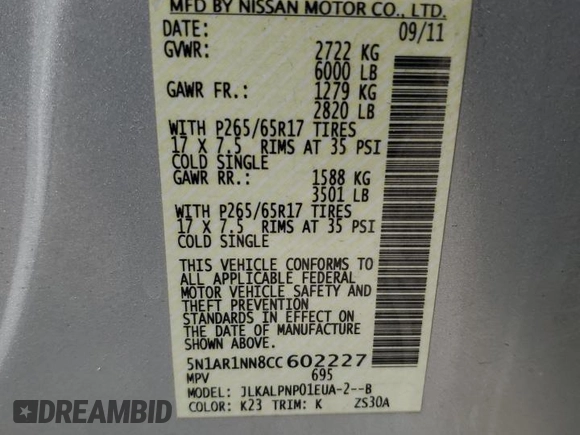 MFD BY NISSAN MOTOR CO., LTD.
DATE: 09/11
GVWR: 2722 KG
6000 LB
GAWR FR.: 1279 KG
2820 LB
WITH P265/65R17 TIRES
17 X 7.5 RIMS AT 35 PSI
COLD SINGLE
GAWR RR.: 1588 KG
3501 LB
WITH P265/65R17 TIRES
17 X 7.5 RIMS AT 35 PSI
COLD SINGLE
THIS VEHICLE CONFORMS TO
ALL APPLICABLE FEDERAL
MOTOR VEHICLE SAFETY AND
THEFT PREVENTION
STANDARDS IN EFFECT ON
THE DATE OF MANUFACTURE
SHOWN ABOVE.
5N1AR1NN8CC602227
MPV 695
MODEL: JLKALPNP01EUA-2--B
COLOR: K23 TRIM: K ZS30A
CARDIAL
MOTORS